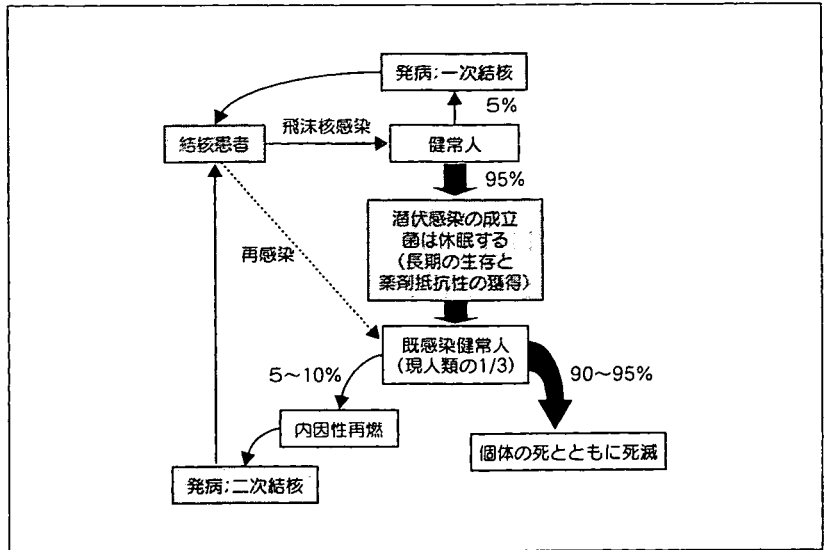 発病;一次結核
5%
結核患者
飛沫核感染
健常人
95%
潜伏感染の成立
菌は休眠する
(長期の生存と
薬剤抵抗性の獲得)
再感染
既感染健常人
(現人類の1/3)
5〜10%
90〜95%
内因性再燃
個体の死とともに死滅
発病;二次結核